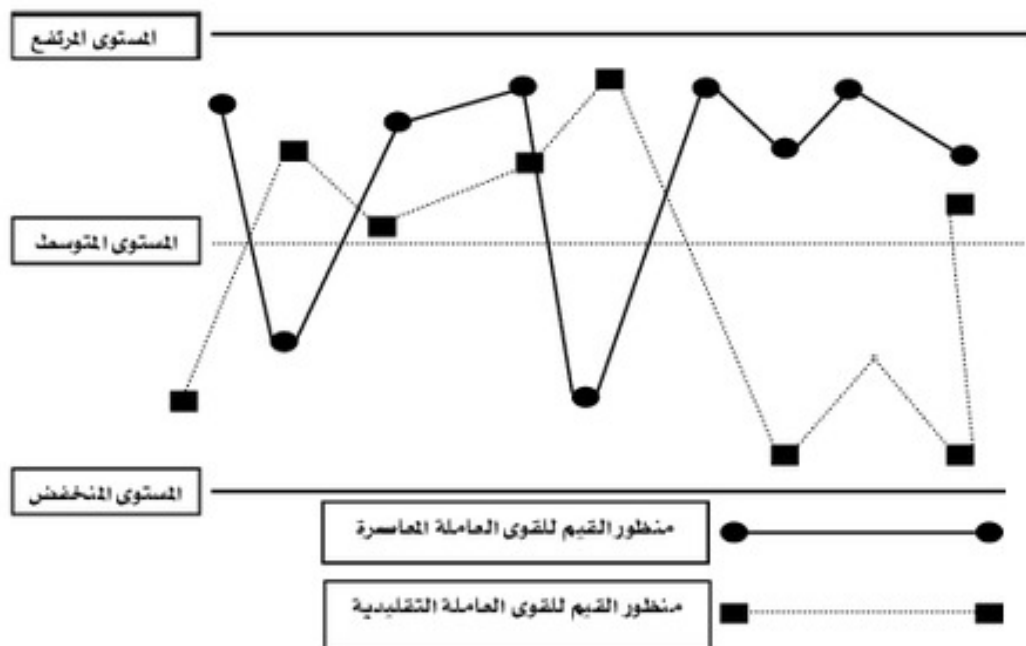 المستوى المرتفع
المستوى المتوسط
المستوى المنخفض
منظور القيم للقوى العاملة المعاصرة
منظور القيم للقوى العاملة التقليدية